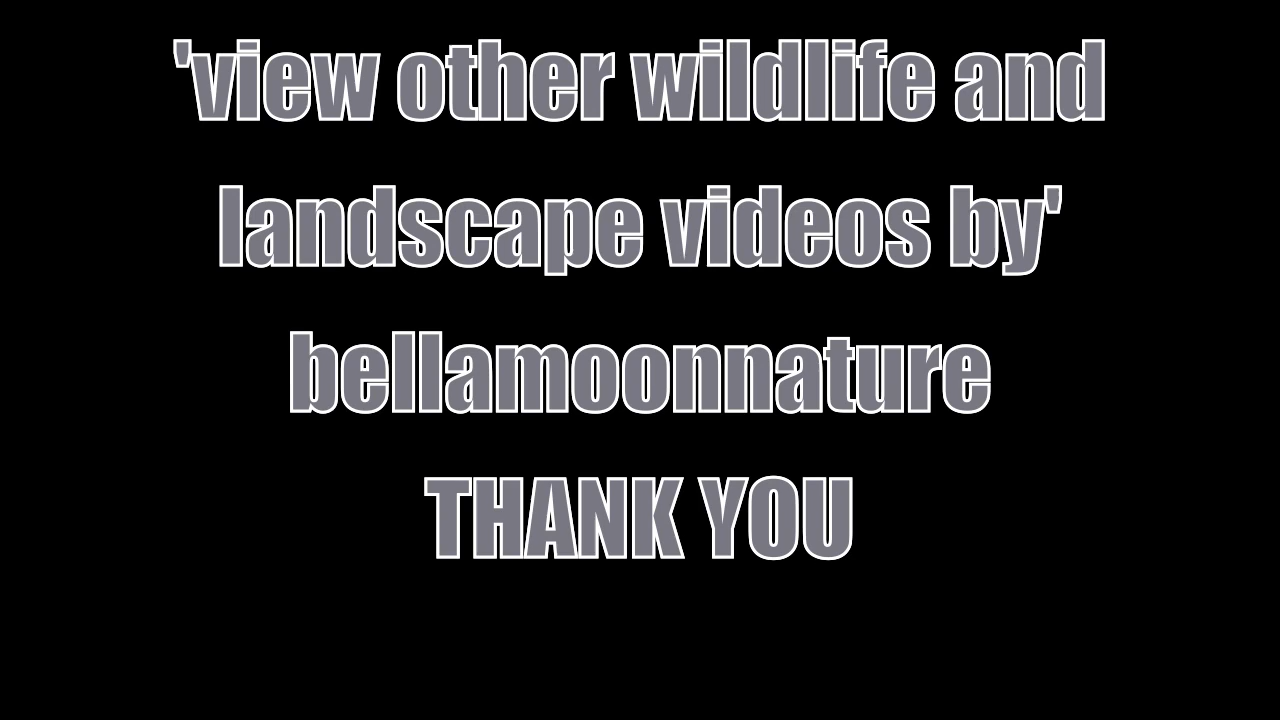 'view other wildlife and
landscape videos by'
bellamoonnature
THANK YOU